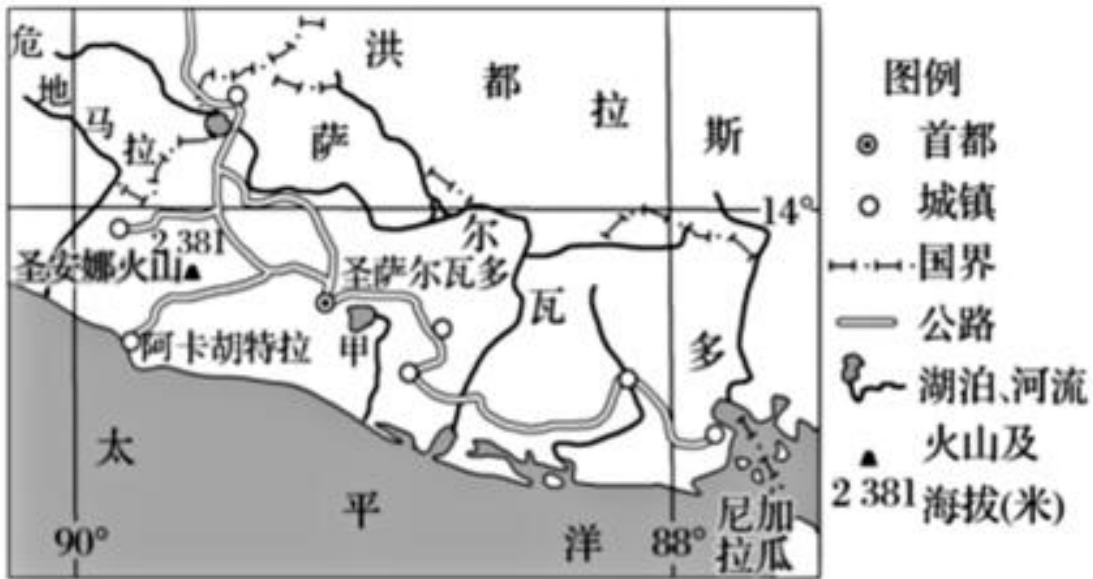 危地马拉
洪都拉斯
萨尔瓦多
14°
2 381
圣安娜火山
圣萨尔瓦多
阿卡胡特拉
甲
太平洋
90°
88°
尼加
拉瓜
图例
首都
城镇
国界
公路
湖泊、河流
火山及
2 381 海拔(米)